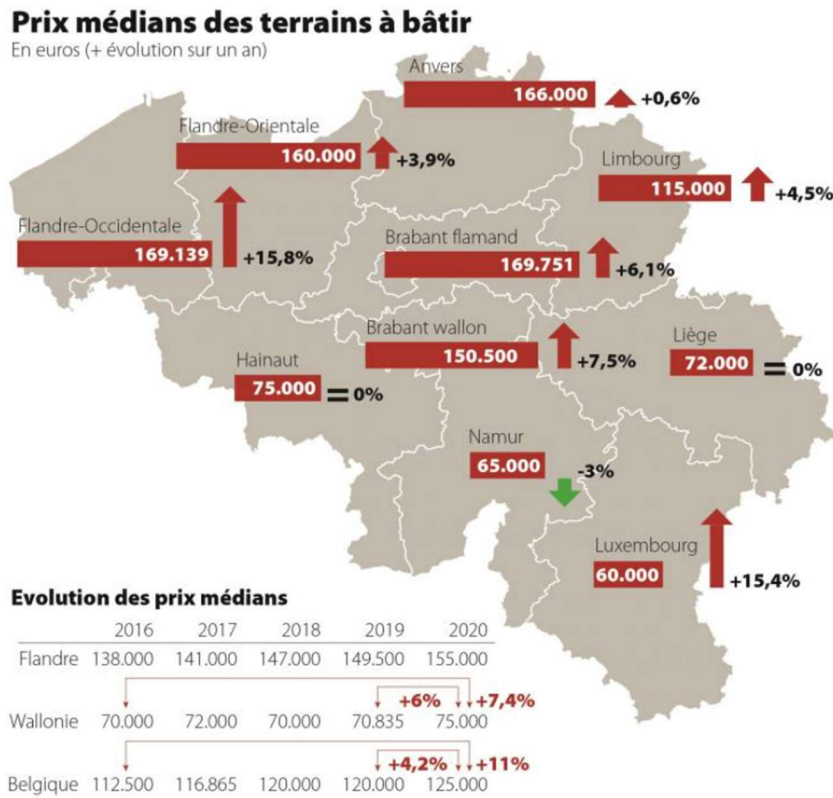 Prix médians des terrains à bâtir
En euros (+ évolution sur un an)
Anvers
166.000 +0,6%
Flandre-Orientale
160.000 +3,9%
Limbourg
115.000 +4,5%
Flandre-Occidentale
169.139 +15,8%
Brabant flamand
169.751 +6,1%
Brabant wallon
150.500 +7,5%
Liège
72.000 = 0%
Hainaut
75.000 = 0%
Namur
65.000 -3%
Luxembourg
60.000 +15,4%
Evolution des prix médians
2016 2017 2018 2019 2020
Flandre 138.000 141.000 147.000 149.500 155.000
+6% +7,4%
Wallonie 70.000 72.000 70.000 70.835 75.000
+4,2% +11%
Belgique 112.500 116.865 120.000 120.000 125.000